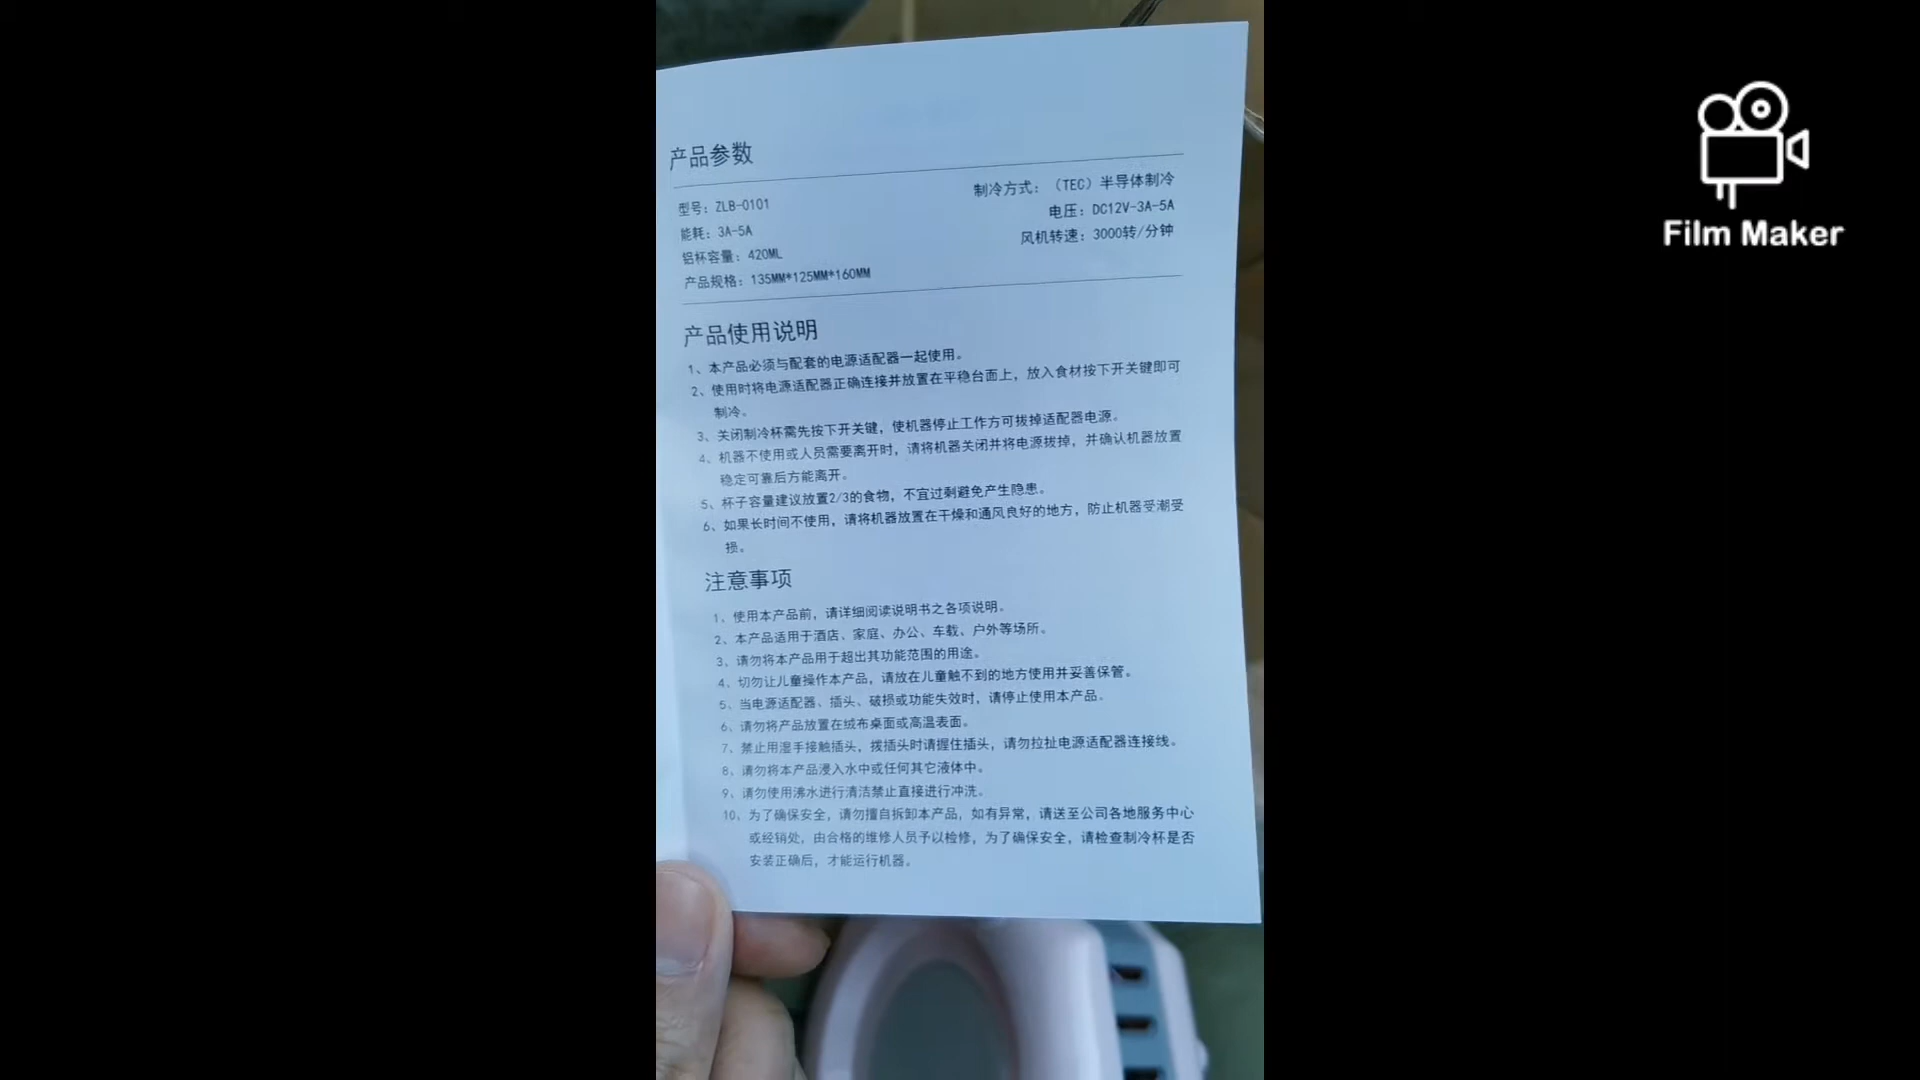 产品参数
型号：ZLB-0101
制冷方式：（TEC）半导体制冷
能耗：3A-5A
电压：DC12V-3A-5A
铝杯容量：420ML
风机转速：3000转/分钟
产品规格：135MM*125MM*160MM
产品使用说明
1、本产品必须与配套的电源适配器一起使用。
2、使用时将电源适配器正确连接并放置在平稳台面上，放入食材按下开关键即可
制冷。
3、关闭制冷杯需先按下开关键，使机器停止工作方可拔掉适配器电源。
4、机器不使用或人员需要离开时，请将机器关闭并将电源拔掉，并确认机器放置
稳定可靠后方能离开。
5、杯子容量建议放置2/3的食物，不宜过剩避免产生隐患。
6、如果长时间不使用，请将机器放置在干燥和通风良好的地方，防止机器受潮受
损。
注意事项
1、使用本产品前，请详细阅读说明书之各项说明。
2、本产品适用于酒店、家庭、办公、车载、户外等场所。
3、请勿将本产品用于超出其功能范围的用途。
4、切勿让儿童操作本产品，请放在儿童触不到的地方使用并妥善保管。
5、当电源适配器、插头、破损或功能失效时，请停止使用本产品。
6、请勿将产品放置在绒布桌面或高温表面。
7、禁止用湿手接触插头，拨插头时请握住插头，请勿拉扯电源适配器连接线。
8、请勿将本产品浸入水中或任何其它液体中。
9、请勿使用沸水进行清洁禁止直接进行冲洗。
10、为了确保安全，请勿擅自拆卸本产品，如有异常，请送至公司各地服务中心
或经销处，由合格的维修人员予以检修，为了确保安全，请检查制冷杯是否
安装正确后，才能运行机器。
Film Maker